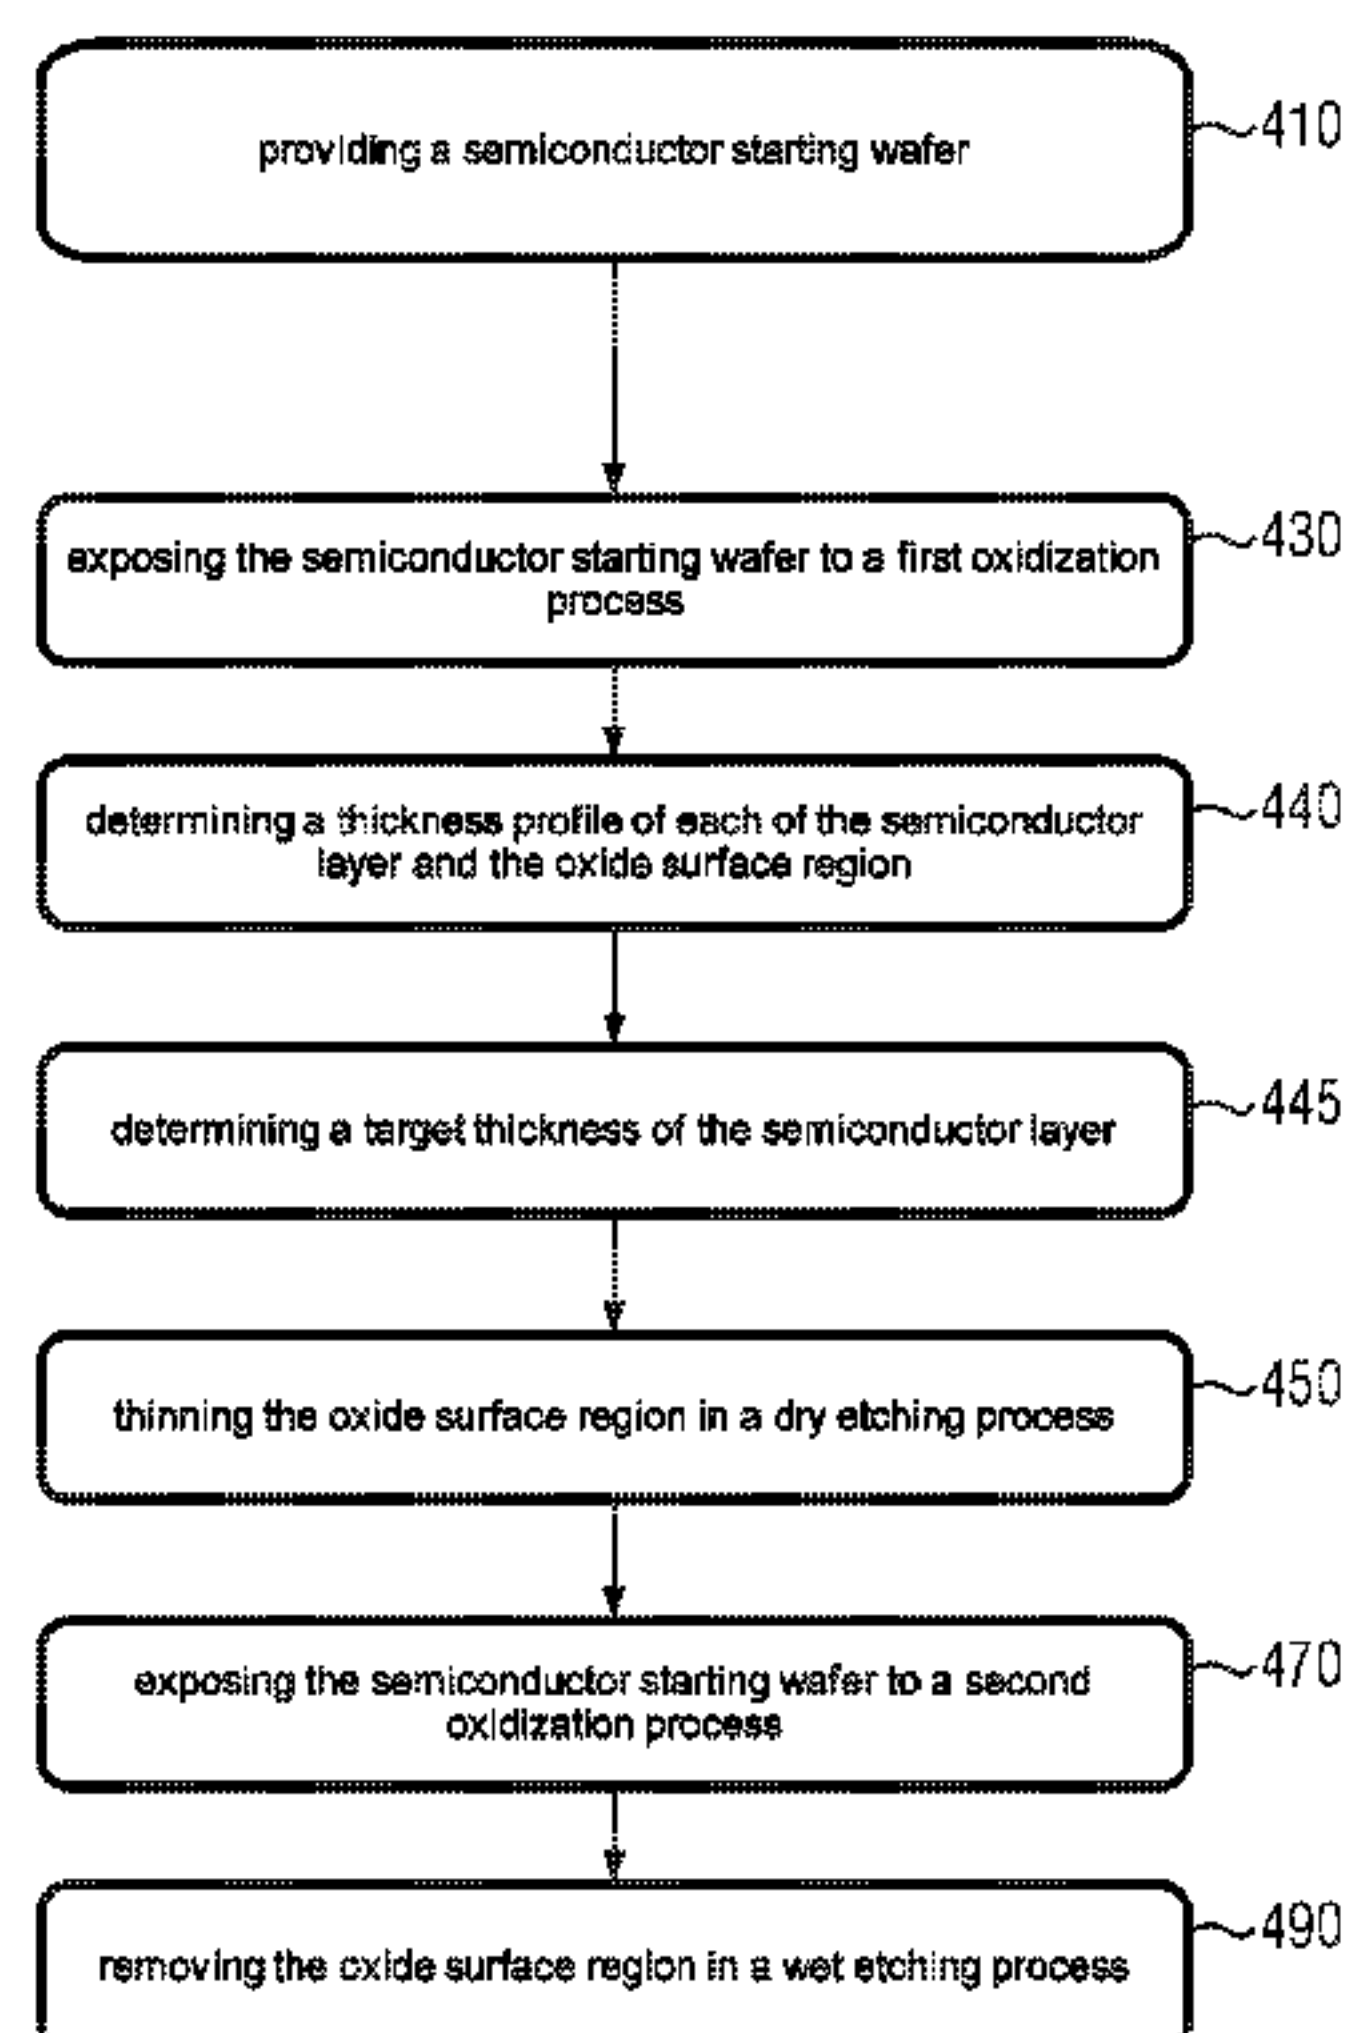 providing a semiconductor starting wafer
410
exposing the semiconductor starting wafer to a first oxidization
process
430
determining a thickness profile of each of the semiconductor
layer and the oxide surface region
440
determining a target thickness of the semiconductor layer
445
thinning the oxide surface region in a dry etching process
450
exposing the semiconductor starting wafer to a second
oxidization process
470
removing the oxide surface region in a wet etching process
490